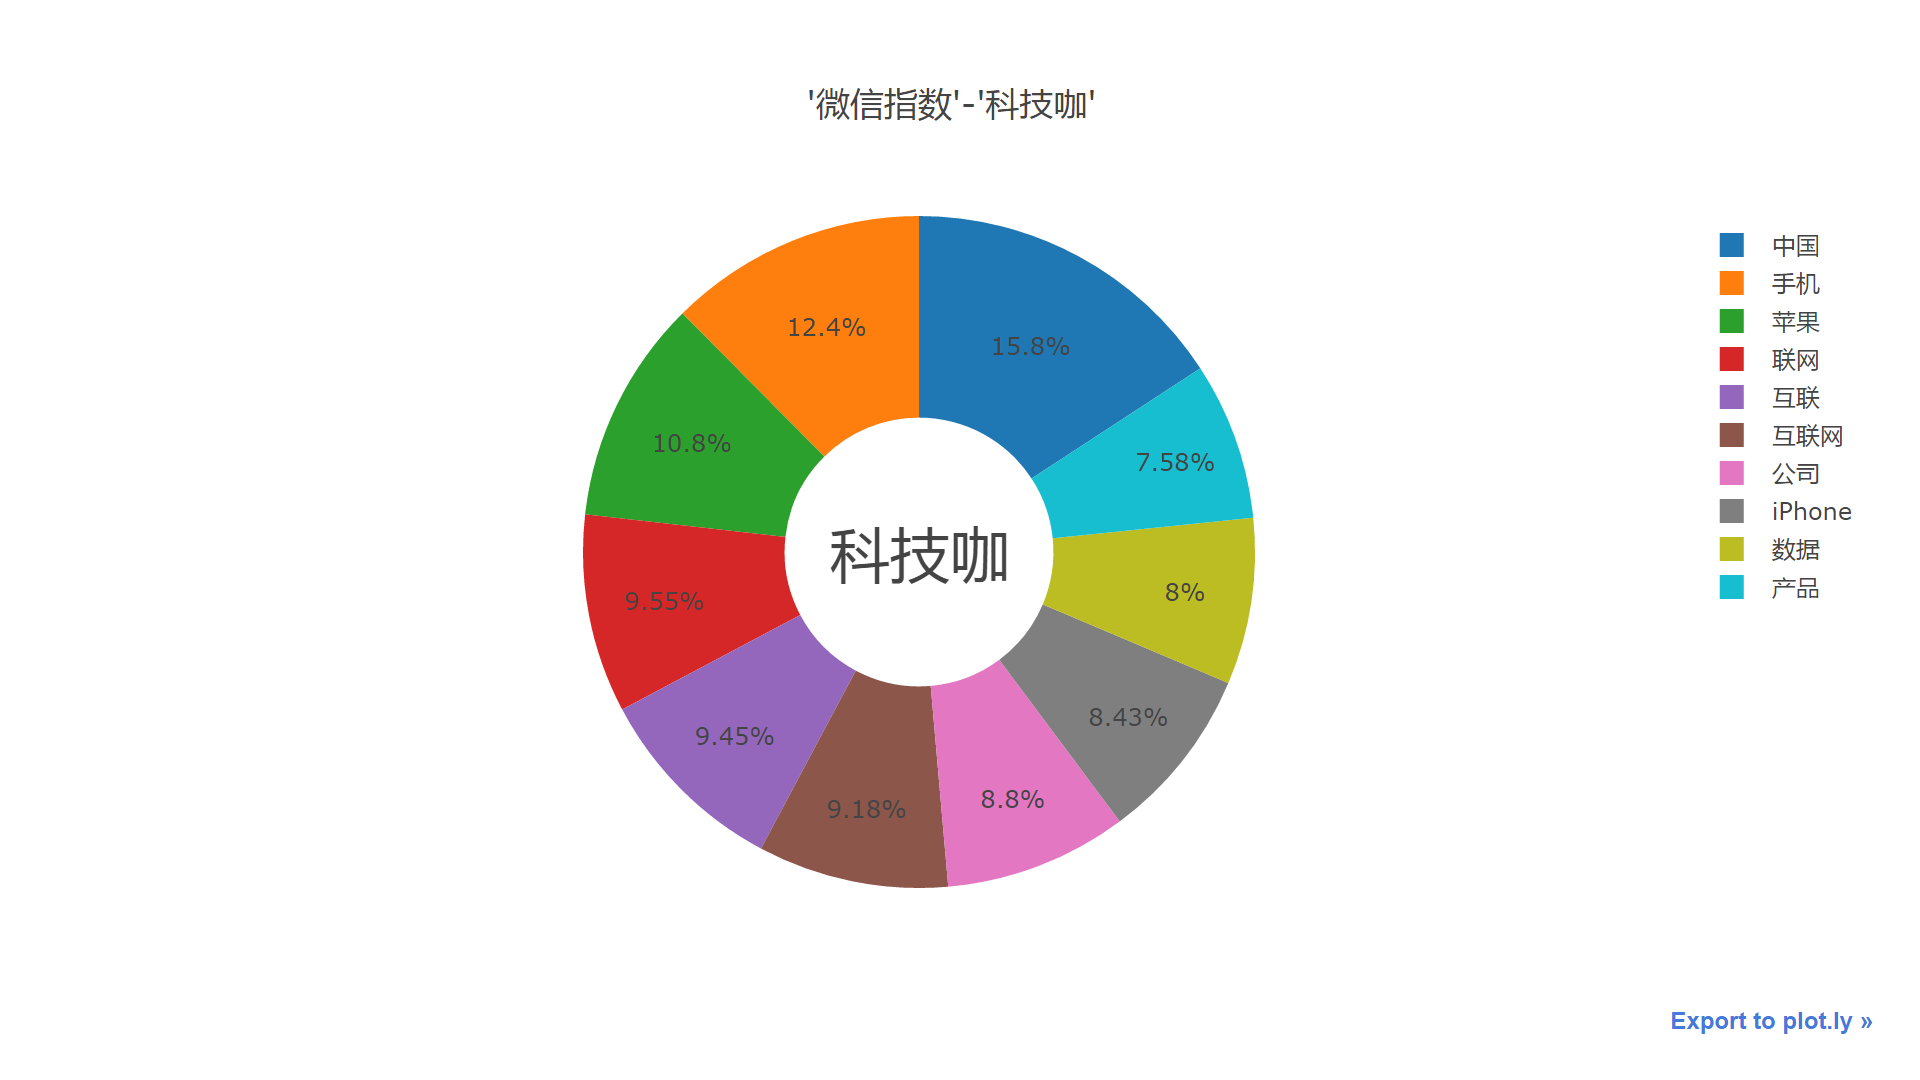 '微信指数'-'科技咖'
12.4%
15.8%
10.8%
7.58%
科技咖
9.55%
8%
9.45%
8.43%
9.18%
8.8%
中国
手机
苹果
联网
互联
互联网
公司
iPhone
数据
产品
Export to plot.ly »